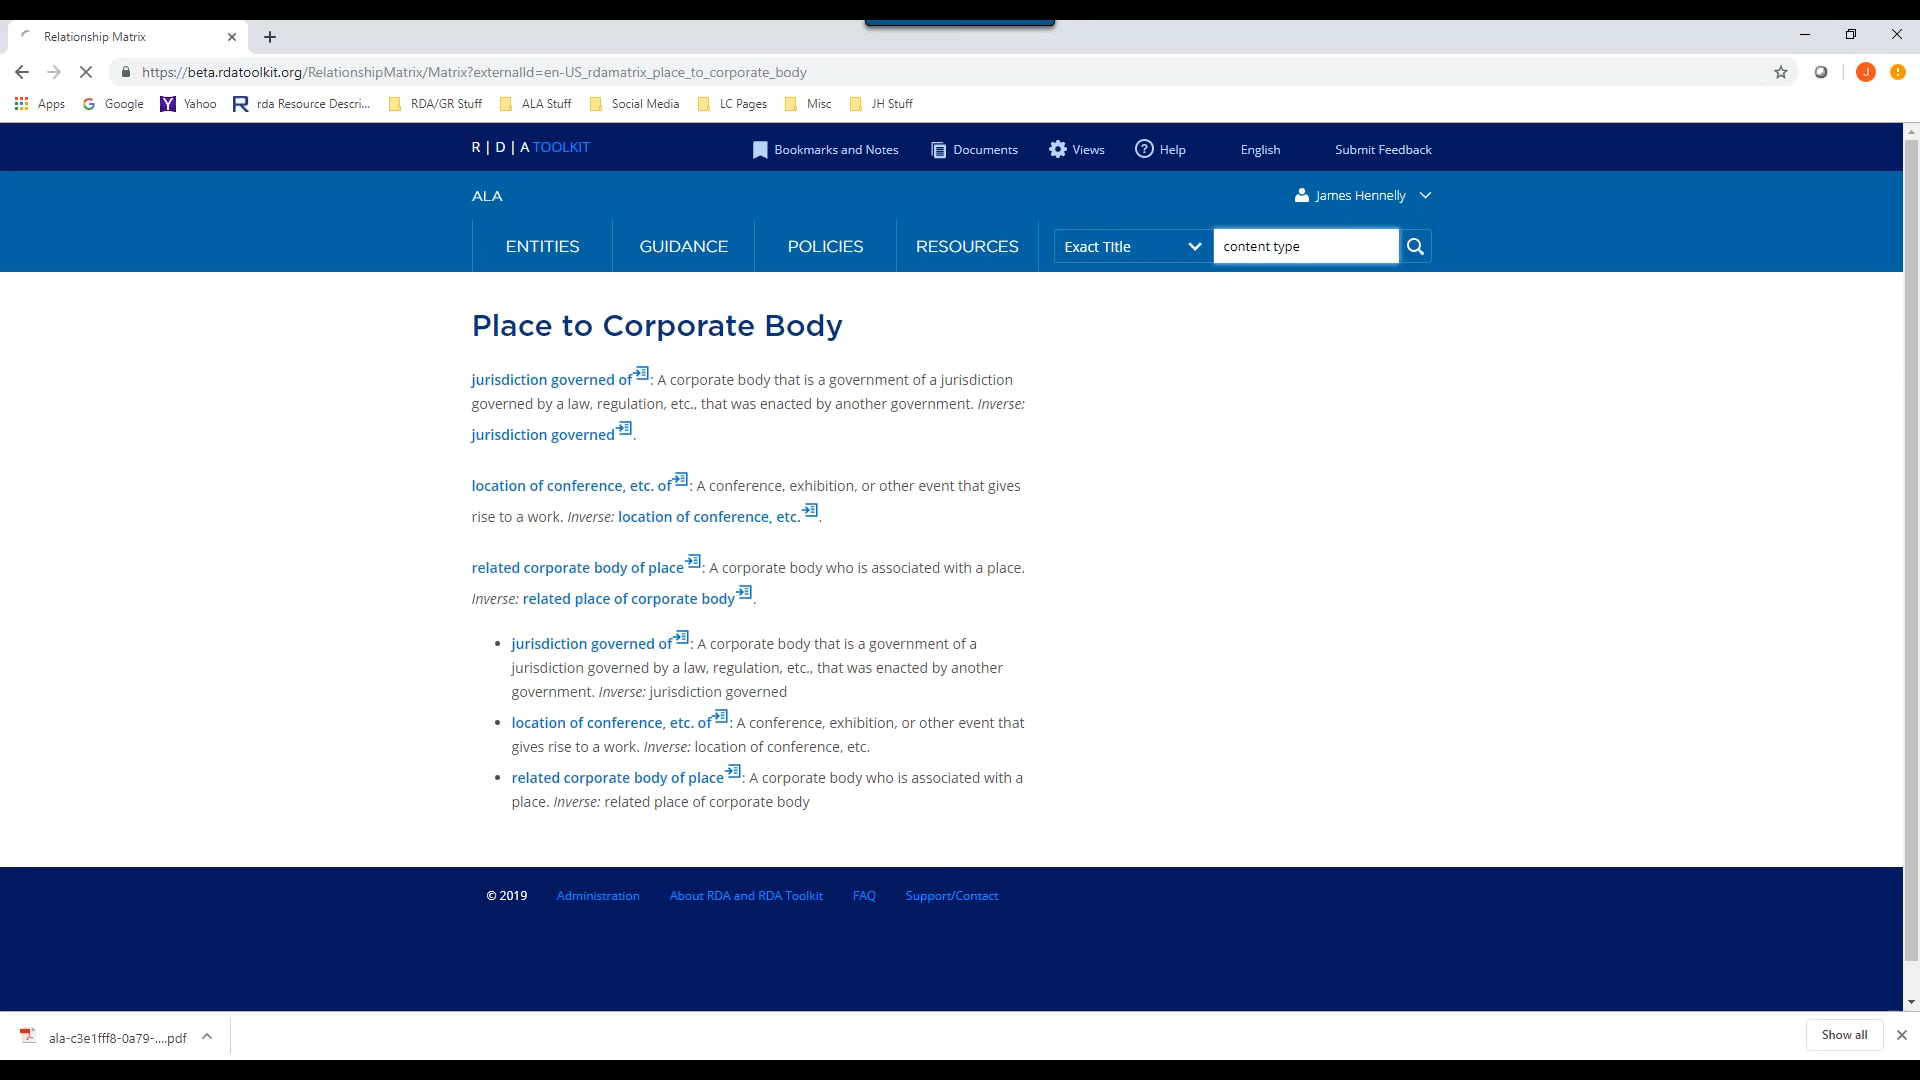 Relationship Matrix
https://beta.rdatoolkit.org/RelationshipMatrix/Matrix?externalId=en-US_rdamatrix_place_to_corporate_body
J
Apps Google Yahoo rda Resource Descri... RDA/GR Stuff ALA Stuff Social Media LC Pages Misc JH Stuff
R | D | A TOOLKIT Bookmarks and Notes Documents Views Help English Submit Feedback
ALA James Hennelly
ENTITIES GUIDANCE POLICIES RESOURCES Exact Title content type
Place to Corporate Body
jurisdiction governed of: A corporate body that is a government of a jurisdiction
governed by a law, regulation, etc., that was enacted by another government. Inverse:
jurisdiction governed.
location of conference, etc. of: A conference, exhibition, or other event that gives
rise to a work. Inverse: location of conference, etc..
related corporate body of place: A corporate body who is associated with a place.
Inverse: related place of corporate body.
• jurisdiction governed of: A corporate body that is a government of a
jurisdiction governed by a law, regulation, etc., that was enacted by another
government. Inverse: jurisdiction governed
• location of conference, etc. of: A conference, exhibition, or other event that
gives rise to a work. Inverse: location of conference, etc.
• related corporate body of place: A corporate body who is associated with a
place. Inverse: related place of corporate body
© 2019 Administration About RDA and RDA Toolkit FAQ Support/Contact
ala-c3e1fff8-0a79-....pdf Show all